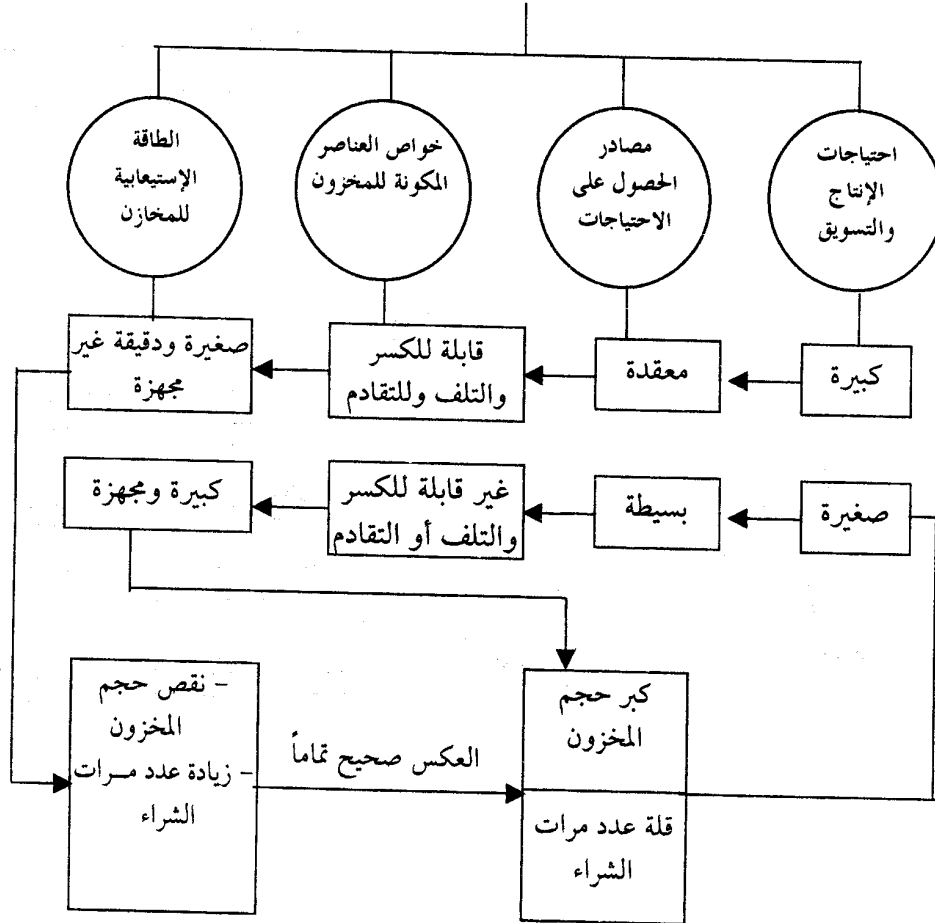 احتياجات
الإنتاج
والتسويق
مصادر
الحصول على
الاحتياجات
خواص العناصر
المكونة للمخزون
الطاقة
الإستيعابية
للمخازن
كبيرة
معقدة
قابلة للكسر
والتلف وللتقادم
صغيرة ودقيقة غير
مجهزة
صغيرة
بسيطة
غير قابلة للكسر
والتلف أو التقادم
كبيرة ومجهزة
كبر حجم
المخزون
قلة عدد مرات
الشراء
العكس صحيح تماماً
- نقص حجم
المخزون
- زيادة عدد مرات
الشراء